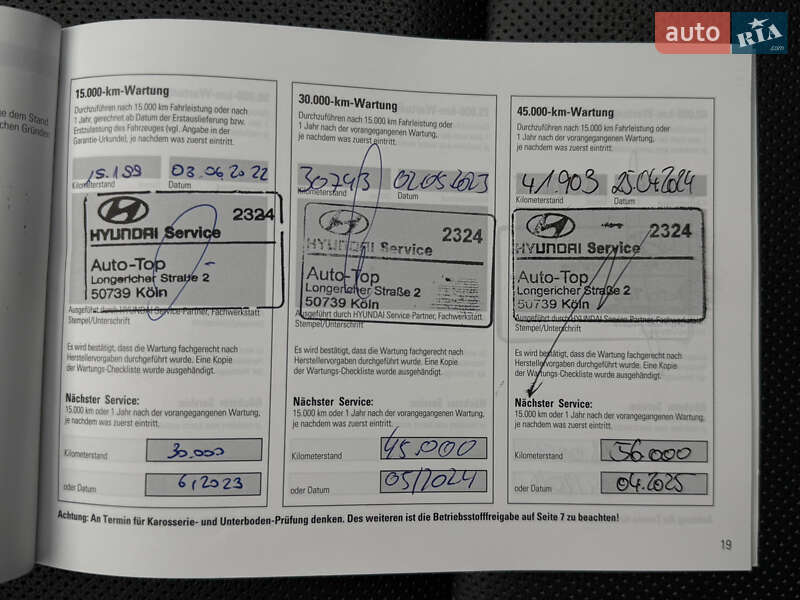 auto RIA
.com
e dem Stand
chen Gründen
15.000-km-Wartung
Durchzuführen nach 15.000 km Fahrleistung oder nach
1 Jahr, gerechnet ab Datum der Erstauslieferung bzw.
Erstzulassung des Fahrzeuges (vgl. Angabe in der
Garantie-Urkunde), je nachdem was zuerst eintritt.
15.199 03.06.2022
Kilometerstand Datum
2324
HYUNDAI Service
Auto-Top
Longericher Straße 2
50739 Köln
Ausgeführt durch HYUNDAI Service-Partner, Fachwerkstatt
Stempel/Unterschrift
Es wird bestätigt, dass die Wartung fachgerecht nach
Herstellervorgaben durchgeführt wurde. Eine Kopie
der Wartungs-Checkliste wurde ausgehändigt.
Nächster Service:
15.000 km oder 1 Jahr nach der vorangegangenen Wartung,
je nachdem was zuerst eintritt.
Kilometerstand 30.000
oder Datum 6,2023
30.000-km-Wartung
Durchzuführen nach 15.000 km Fahrleistung oder
1 Jahr nach der vorangegangenen Wartung,
je nachdem was zuerst eintritt.
30743 02.05.2023
Kilometerstand Datum
2324
HYUNDAI Service
Auto-Top
Longericher Straße 2
50739 Köln
Ausgeführt durch HYUNDAI Service-Partner, Fachwerkstatt
Stempel/Unterschrift
Es wird bestätigt, dass die Wartung fachgerecht nach
Herstellervorgaben durchgeführt wurde. Eine Kopie
der Wartungs-Checkliste wurde ausgehändigt.
Nächster Service:
15.000 km oder 1 Jahr nach der vorangegangenen Wartung,
je nachdem was zuerst eintritt.
Kilometerstand 45.000
oder Datum 05/2024
45.000-km-Wartung
Durchzuführen nach 15.000 km Fahrleistung oder
1 Jahr nach der vorangegangenen Wartung,
je nachdem was zuerst eintritt.
41.903 25.04.2024
Kilometerstand Datum
2324
HYUNDAI Service
Auto-Top
Longericher Straße 2
50739 Köln
Ausgeführt durch HYUNDAI Service-Partner, Fachwerkstatt
Stempel/Unterschrift
Es wird bestätigt, dass die Wartung fachgerecht nach
Herstellervorgaben durchgeführt wurde. Eine Kopie
der Wartungs-Checkliste wurde ausgehändigt.
Nächster Service:
15.000 km oder 1 Jahr nach der vorangegangenen Wartung,
je nachdem was zuerst eintritt.
Kilometerstand 56.000
oder Datum 04.2025
Achtung: An Termin für Karosserie- und Unterboden-Prüfung denken. Des weiteren ist die Betriebsstofffreigabe auf Seite 7 zu beachten!
19